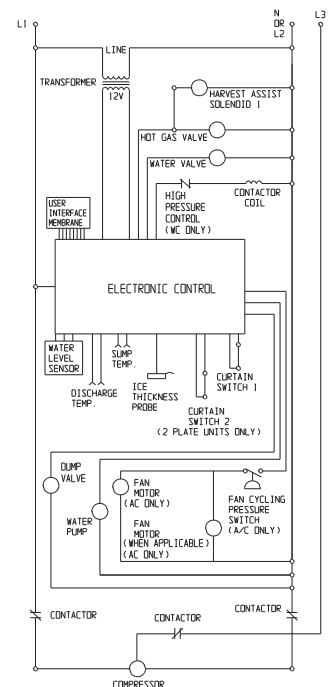 L1
N
OR
L2
L3
LINE
TRANSFORMER
12V
HARVEST ASSIST
SOLENOID 1
HOT GAS VALVE
WATER VALVE
HIGH
PRESSURE
CONTROL
(WC ONLY)
CONTACTOR
COIL
USER
INTERFACE
MEMBRANE
ELECTRONIC CONTROL
WATER
LEVEL
SENSOR
SUMP
TEMP.
DISCHARGE
TEMP.
ICE
THICKNESS
PROBE
CURTAIN
SWITCH 1
CURTAIN
SWITCH 2
(2 PLATE UNITS ONLY)
DUMP
VALVE
WATER
PUMP
FAN
MOTOR
(AC ONLY)
FAN
MOTOR
(WHEN APPLICABLE)
(AC ONLY)
FAN CYCLING
PRESSURE
SWITCH
(A/C ONLY)
CONTACTOR
CONTACTOR
CONTACTOR
COMPRESSOR